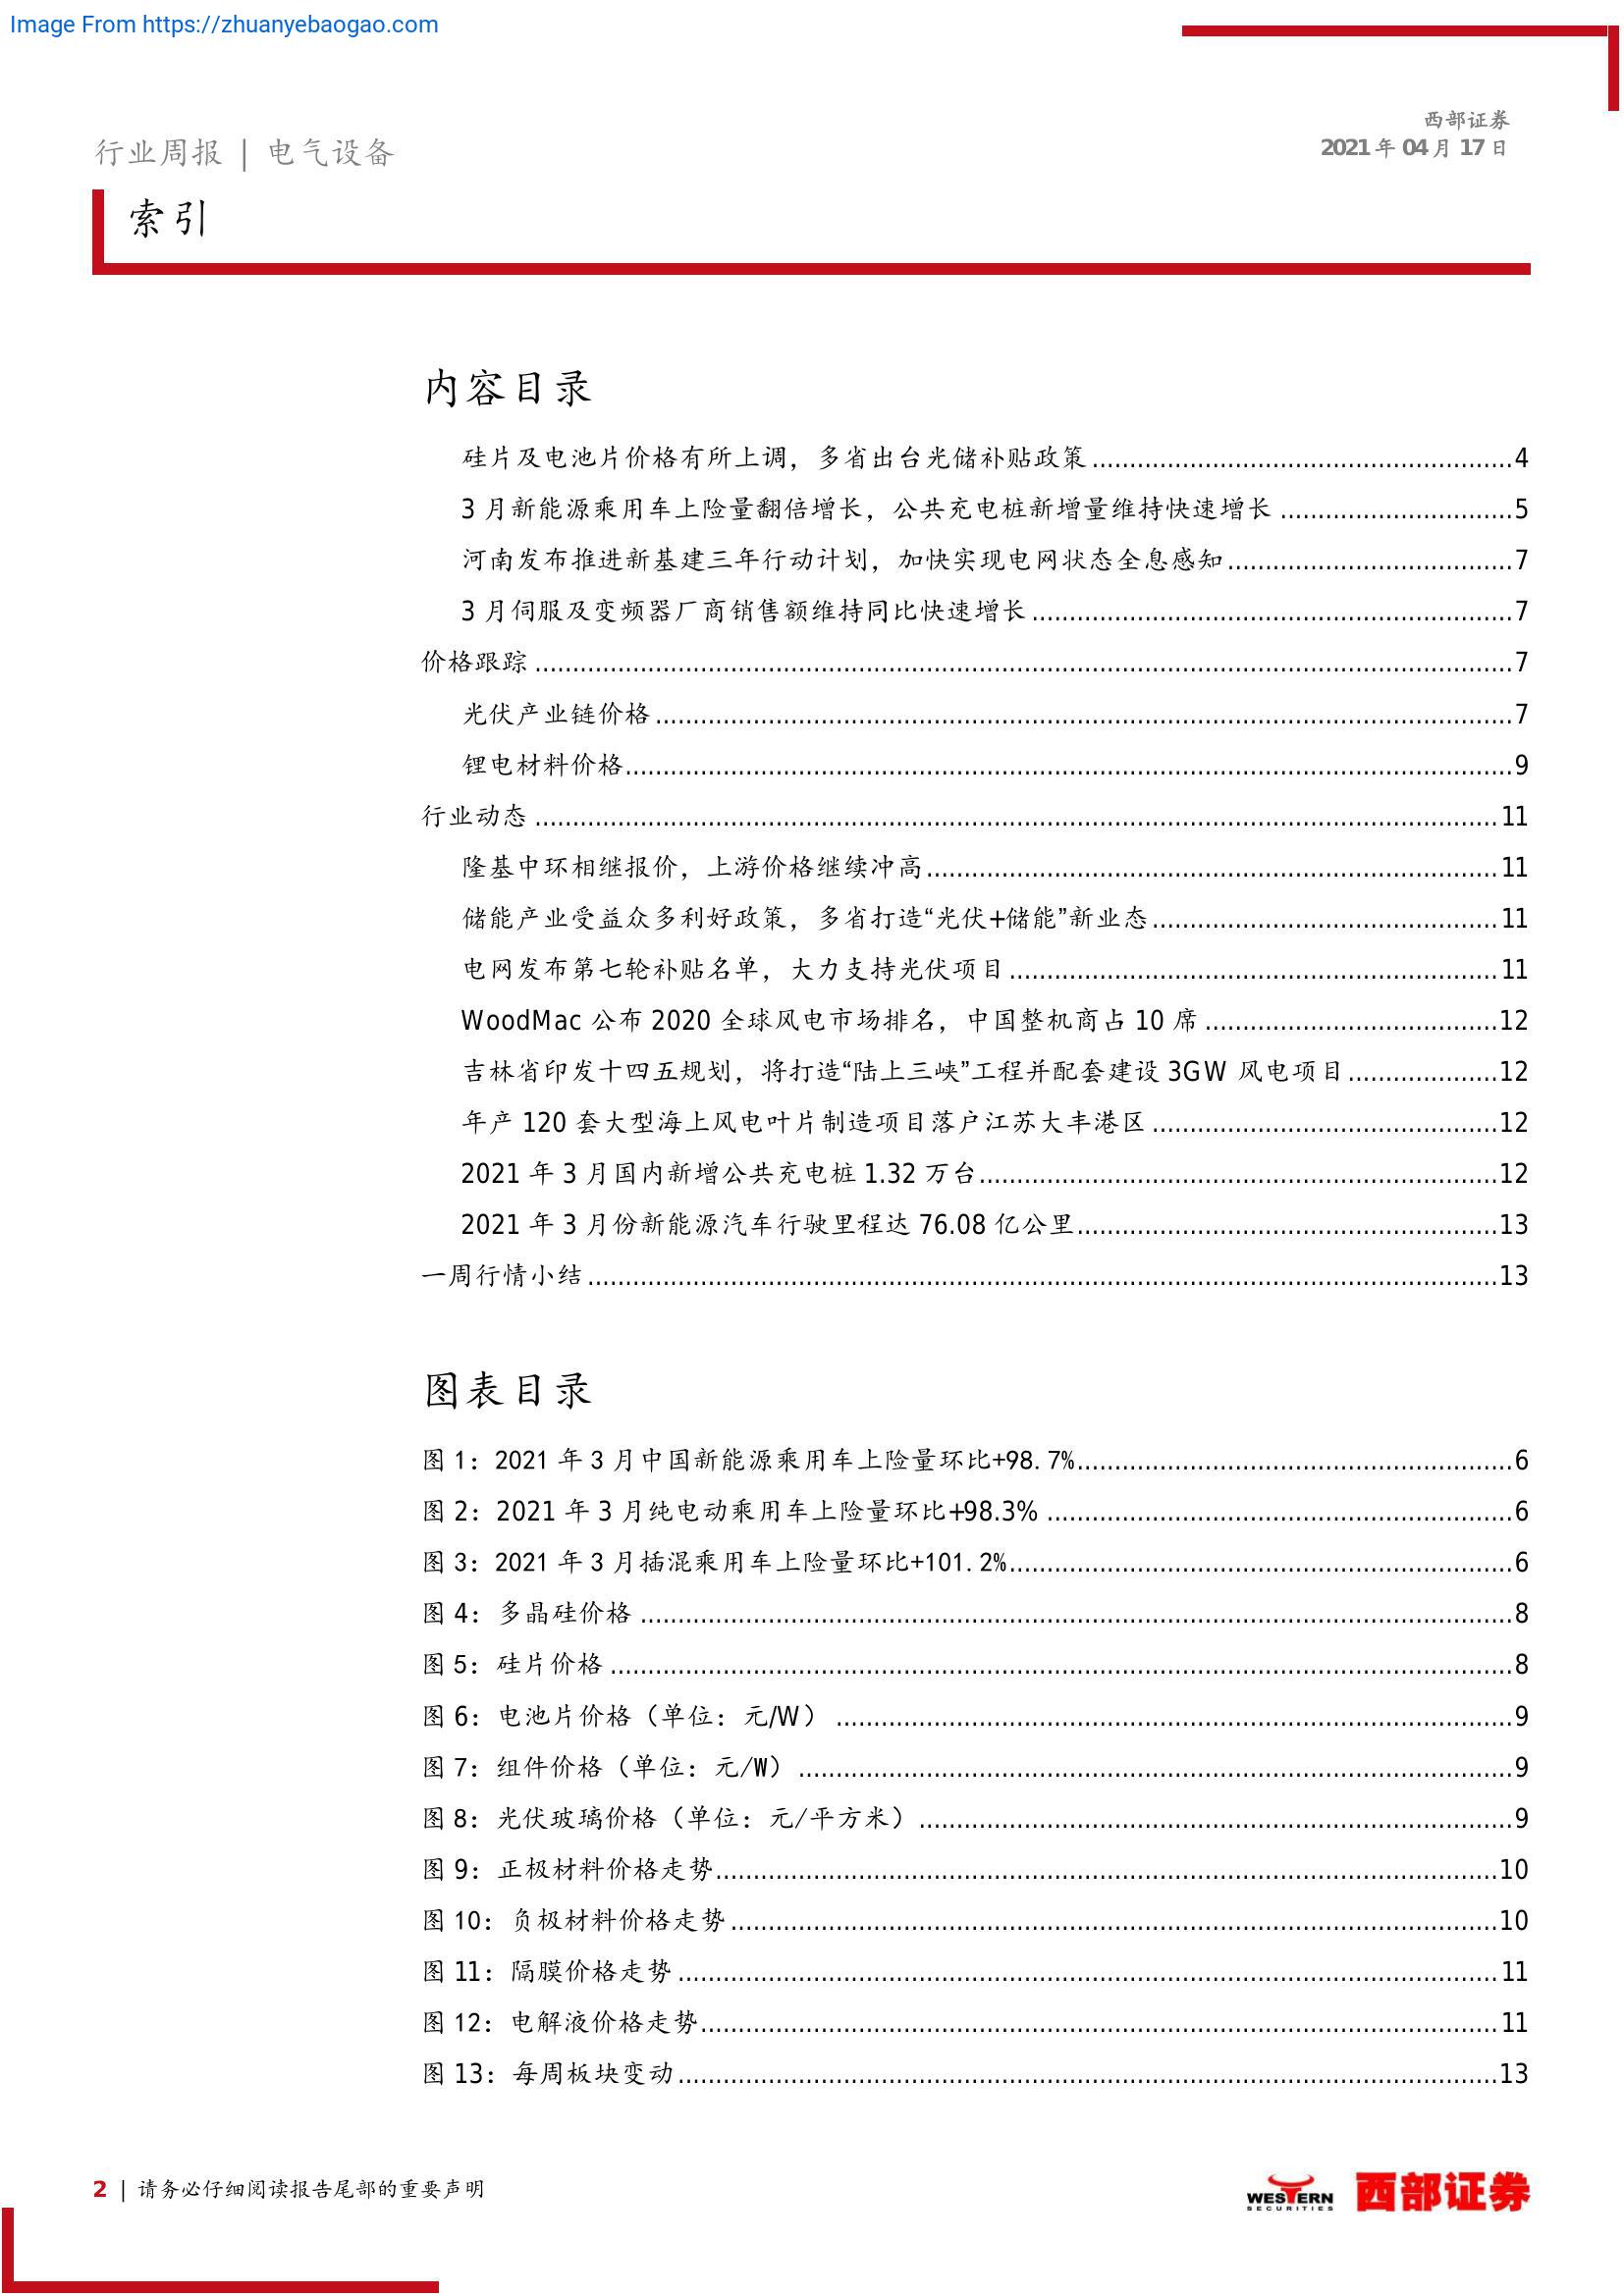 Image From https://zhuanyebaogao.com
西部证券
行业周报 | 电气设备
2021 年 04 月 17 日
索引
内容目录
硅片及电池片价格有所上调，多省出台光储补贴政策........................................................4
3 月新能源乘用车上险量翻倍增长，公共充电桩新增量维持快速增长...............................5
河南发布推进新基建三年行动计划，加快实现电网状态全息感知......................................7
3 月伺服及变频器厂商销售额维持同比快速增长................................................................7
价格跟踪..................................................................................................................................7
光伏产业链价格..................................................................................................................7
锂电材料价格......................................................................................................................9
行业动态................................................................................................................................11
隆基中环相继报价，上游价格继续冲高............................................................................11
储能产业受益众多利好政策，多省打造“光伏+储能”新业态..............................................11
电网发布第七轮补贴名单，大力支持光伏项目.................................................................11
WoodMac 公布 2020 全球风电市场排名，中国整机商占 10 席.......................................12
吉林省印发十四五规划，将打造“陆上三峡”工程并配套建设 3GW 风电项目....................12
年产 120 套大型海上风电叶片制造项目落户江苏大丰港区..............................................12
2021 年 3 月国内新增公共充电桩 1.32 万台.....................................................................12
2021 年 3 月份新能源汽车行驶里程达 76.08 亿公里........................................................13
一周行情小结.........................................................................................................................13
图表目录
图 1：2021 年 3 月中国新能源乘用车上险量环比+98.7%..........................................................6
图 2：2021 年 3 月纯电动乘用车上险量环比+98.3%..............................................................6
图 3：2021 年 3 月插混乘用车上险量环比+101.2%...................................................................6
图 4：多晶硅价格....................................................................................................................8
图 5：硅片价格........................................................................................................................8
图 6：电池片价格（单位：元/W）..........................................................................................9
图 7：组件价格（单位：元/W）...............................................................................................9
图 8：光伏玻璃价格（单位：元/平方米）...............................................................................9
图 9：正极材料价格走势........................................................................................................10
图 10：负极材料价格走势......................................................................................................10
图 11：隔膜价格走势.............................................................................................................11
图 12：电解液价格走势..........................................................................................................11
图 13：每周板块变动.............................................................................................................13
2 | 请务必仔细阅读报告尾部的重要声明
WESTERN SECURITIES 西部证券